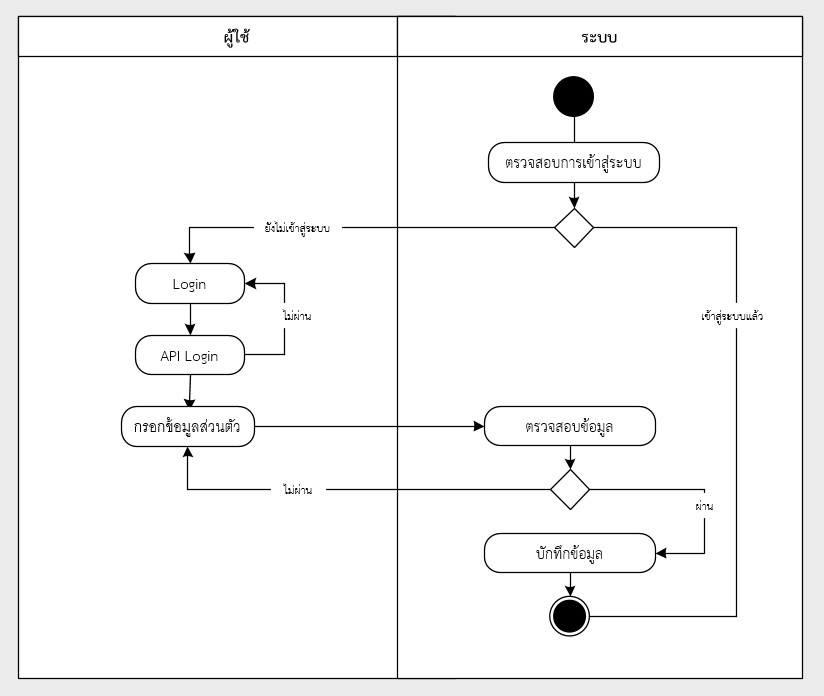 ผู้ใช้
ระบบ
ตรวจสอบการเข้าสู่ระบบ
ยังไม่เข้าสู่ระบบ
Login
ไม่ผ่าน
เข้าสู่ระบบแล้ว
API Login
กรอกข้อมูลส่วนตัว
ตรวจสอบข้อมูล
ไม่ผ่าน
ผ่าน
บักทึกข้อมูล